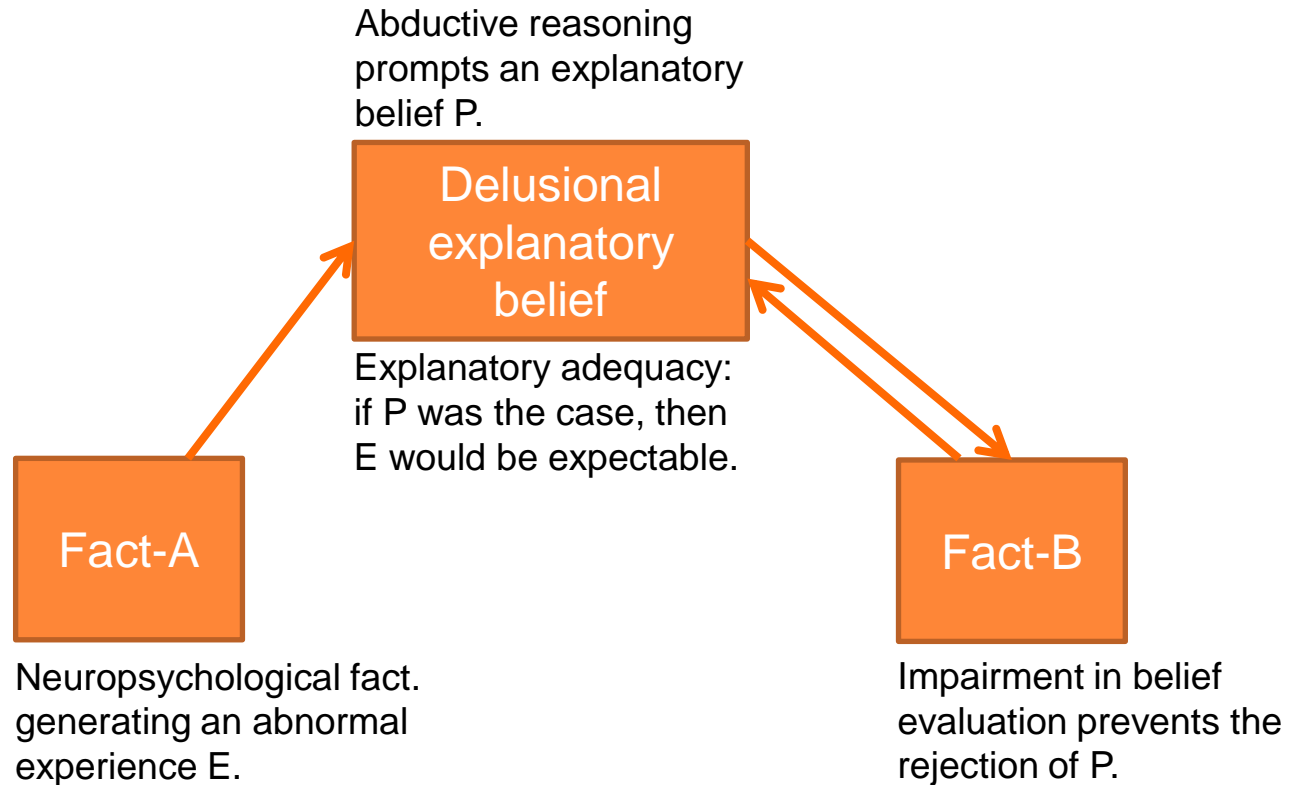 Abductive reasoning
prompts an explanatory
belief P.
Delusional
explanatory
belief
Explanatory adequacy:
if P was the case, then
E would be expectable.
Fact-A
Neuropsychological fact.
generating an abnormal
experience E.
Fact-B
Impairment in belief
evaluation prevents the
rejection of P.